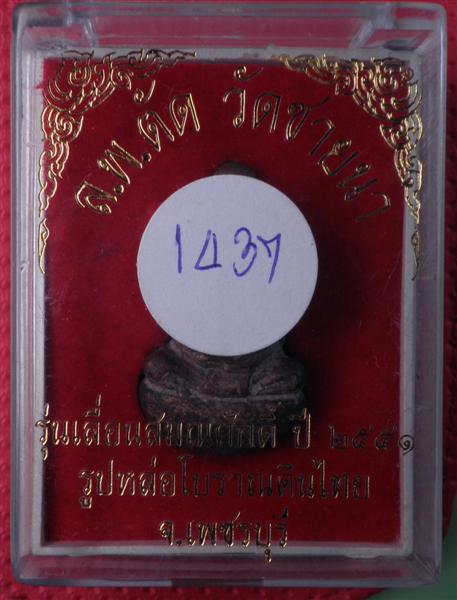 ล.พ.ตัด วัดชายนา
1437
รุ่นเลื่อนสมณศักดิ์ ปี ๒๕๕๑
รูปหล่อโบราณดินไทย
จ.เพชรบุรี